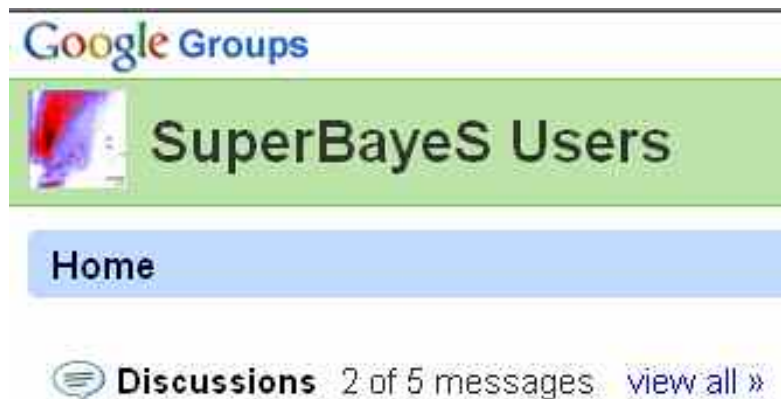 Google Groups
SuperBayeS Users
Home
Discussions 2 of 5 messages view all »